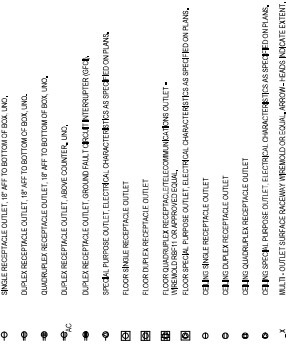 SINGLE RECEPTACLE OUTLET, 18" AFF TO BOTTOM OF BOX, UNO.
DUPLEX RECEPTACLE OUTLET, 18" AFF TO BOTTOM OF BOX, UNO.
QUADRUPLEX RECEPTACLE OUTLET, 18" AFF TO BOTTOM OF BOX, UNO.
AC DUPLEX RECEPTACLE OUTLET, ABOVE COUNTER, UNO.
DUPLEX RECEPTACLE OUTLET, GROUND FAULT CIRCUIT INTERRUPTER (GFCI).
SPECIAL PURPOSE OUTLET, ELECTRICAL CHARACTERISTICS AS SPECIFIED ON PLANS.
FLOOR SINGLE RECEPTACLE OUTLET
FLOOR DUPLEX RECEPTACLE OUTLET
FLOOR QUADRUPLEX RECEPTACLE/TELECOMMUNICATIONS OUTLET -
WIREMOLD RBF11 OR APPROVED EQUAL.
FLOOR SPECIAL PURPOSE OUTLET, ELECTRICAL CHARACTERISTICS AS SPECIFIED ON PLANS.
CEILING SINGLE RECEPTACLE OUTLET
CEILING DUPLEX RECEPTACLE OUTLET
CEILING QUADRUPLEX RECEPTACLE OUTLET
CEILING SPECIAL PURPOSE OUTLET, ELECTRICAL CHARACTERISTICS AS SPECIFIED ON PLANS.
X MULTI - OUTLET SURFACE RACEWAY WIREMOLD OR EQUAL, ARROW - HEADS INDICATE EXTENT,